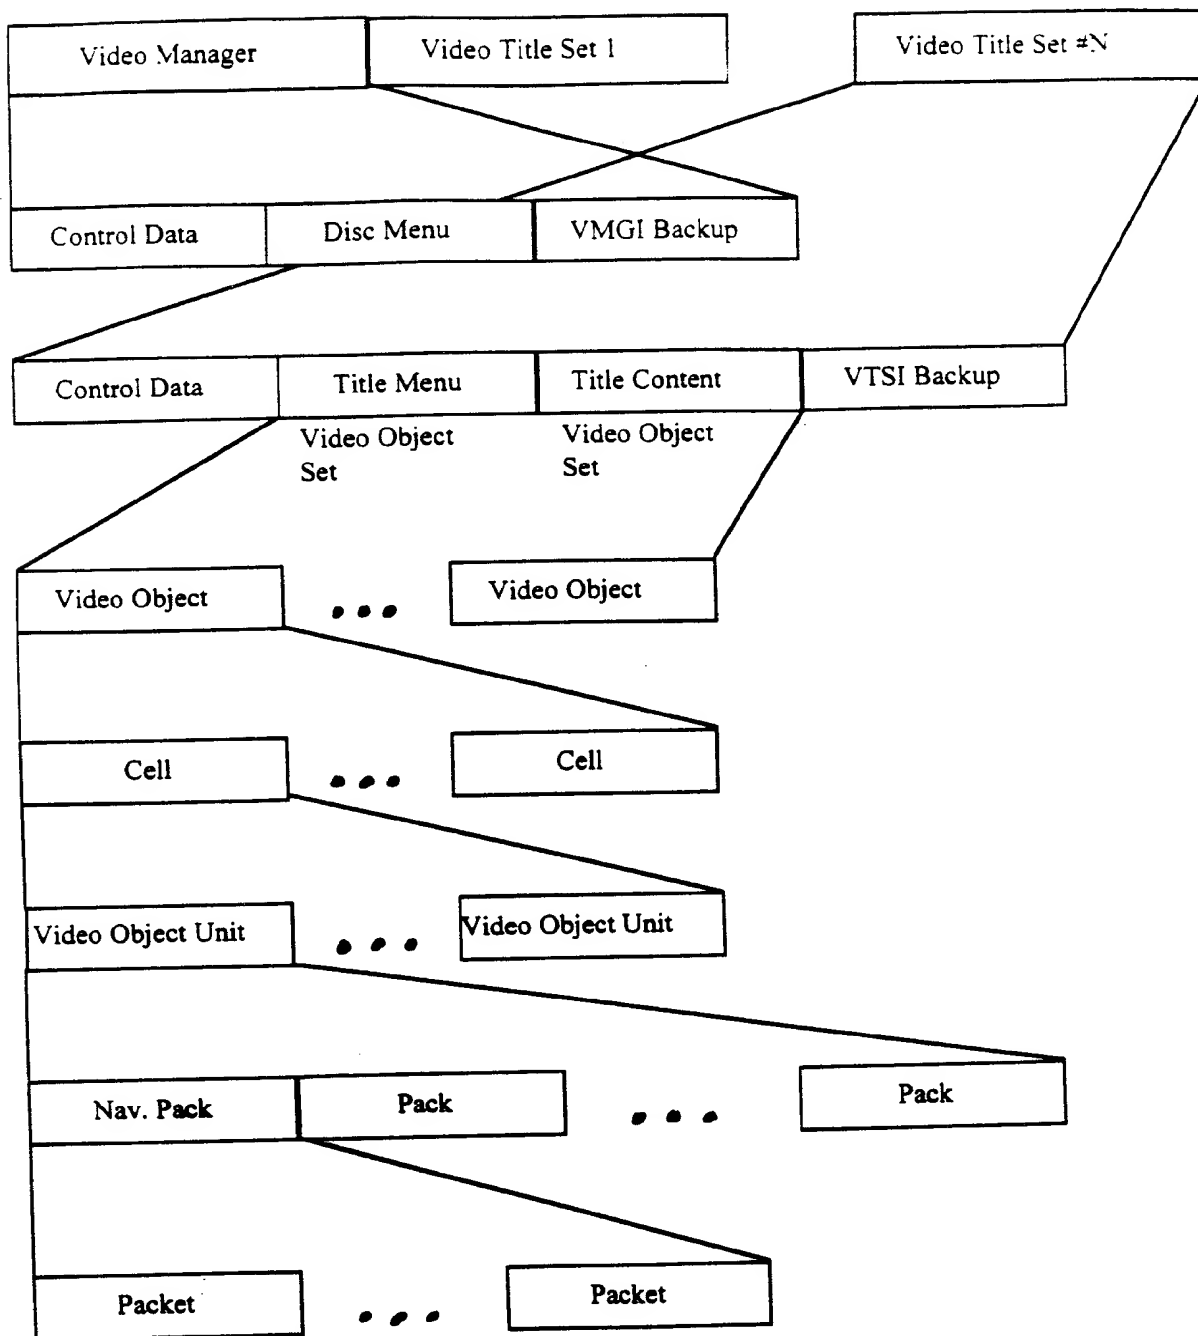 Video Manager
Video Title Set 1
Video Title Set #N
Control Data
Disc Menu
VMGI Backup
Control Data
Title Menu
Title Content
VTSI Backup
Video Object
Set
Video Object
Set
Video Object
Video Object
Cell
Cell
Video Object Unit
Video Object Unit
Nav. Pack
Pack
Pack
Packet
Packet